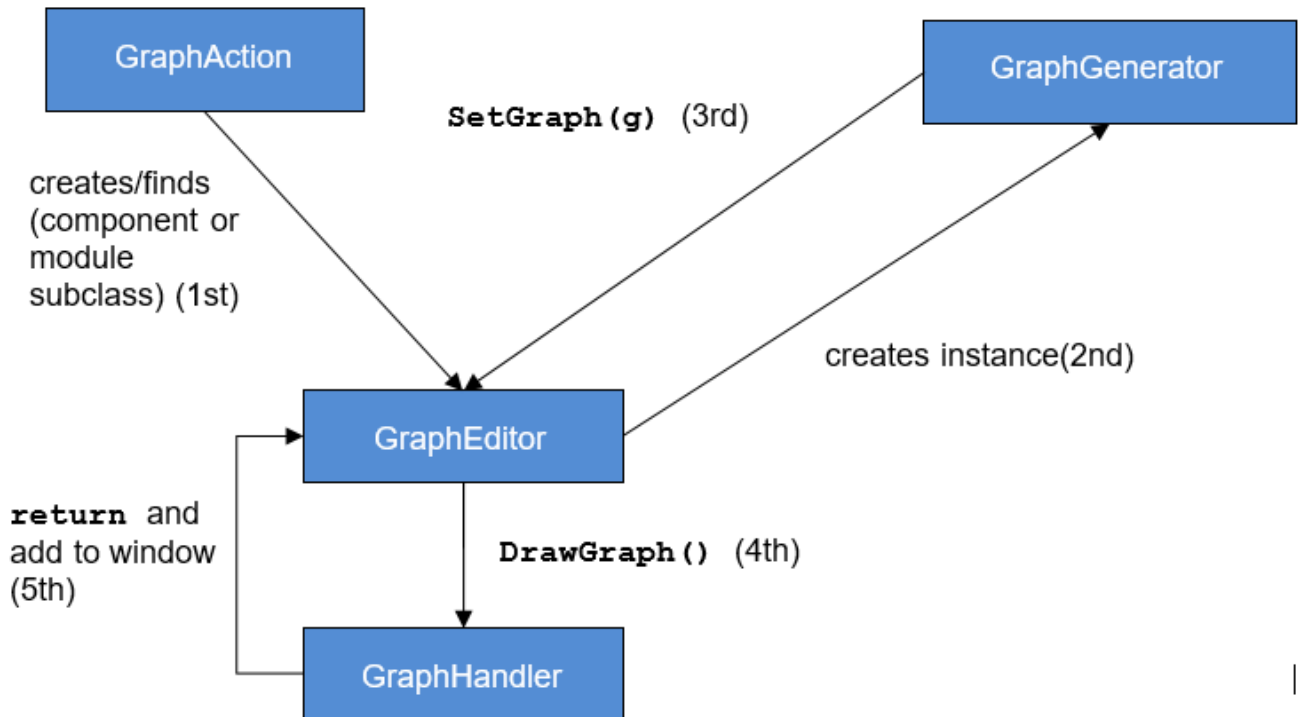 GraphAction
GraphGenerator
SetGraph(g) (3rd)
creates/finds
(component or
module
subclass) (1st)
creates instance(2nd)
GraphEditor
return and
add to window
(5th)
DrawGraph() (4th)
GraphHandler